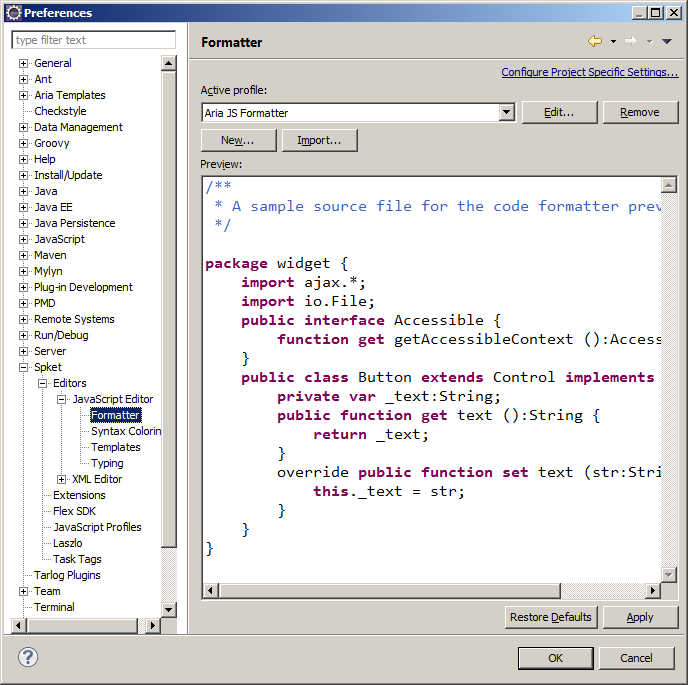 Preferences
type filter text
General
Ant
Aria Templates
Checkstyle
Data Management
Groovy
Help
Install/Update
Java
Java EE
Java Persistence
JavaScript
Maven
Mylyn
Plug-in Development
PMD
Remote Systems
Run/Debug
Server
Spket
Editors
JavaScript Editor
Formatter
Syntax Colorin
Templates
Typing
XML Editor
Extensions
Flex SDK
JavaScript Profiles
Laszlo
Task Tags
Tarlog Plugins
Team
Terminal
Formatter
Configure Project Specific Settings...
Active profile:
Aria JS Formatter
Edit...
Remove
New...
Import...
Preview:
/**
* A sample source file for the code formatter prev
*/
package widget {
import ajax.*;
import io.File;
public interface Accessible {
function get getAccessibleContext ():Access
}
public class Button extends Control implements
private var _text:String;
public function get text ():String {
return _text;
}
override public function set text (str:Stri
this._text = str;
}
}
}
Restore Defaults
Apply
?
OK
Cancel